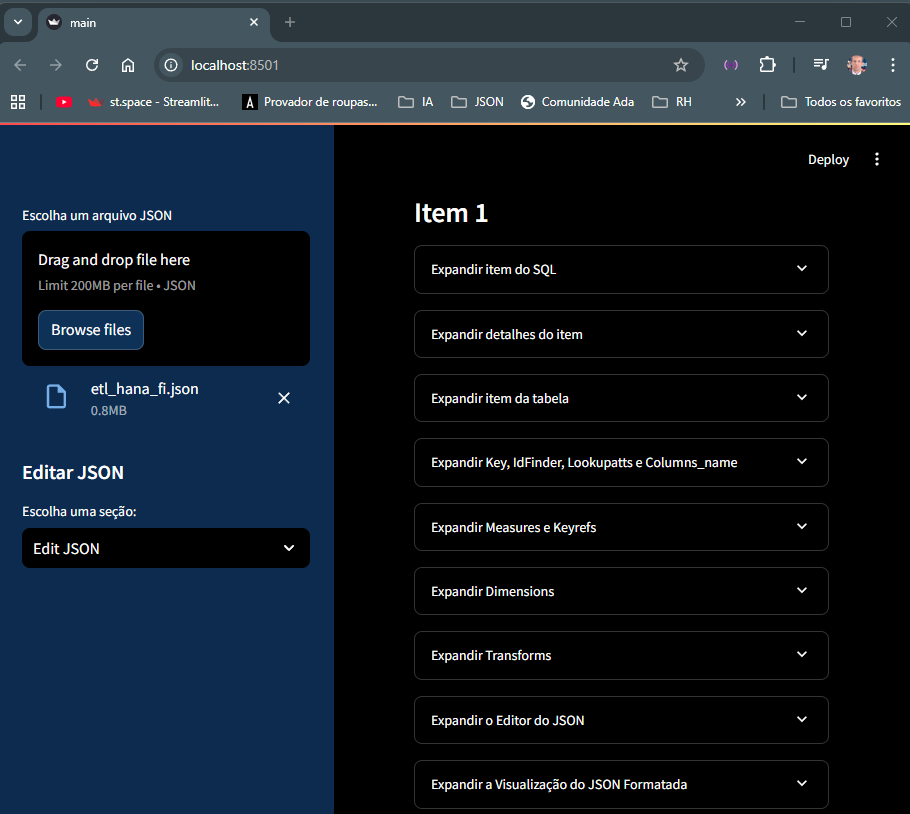 main
localhost:8501
st.space - Streamlit...
A Provador de roupas...
IA
JSON
Comunidade Ada
RH
»
Todos os favoritos
Deploy
Escolha um arquivo JSON
Drag and drop file here
Limit 200MB per file • JSON
Browse files
etl_hana_fi.json
0.8MB
Editar JSON
Escolha uma seção:
Edit JSON
Item 1
Expandir item do SQL
Expandir detalhes do item
Expandir item da tabela
Expandir Key, IdFinder, Lookupatts e Columns_name
Expandir Measures e Keyrefs
Expandir Dimensions
Expandir Transforms
Expandir o Editor do JSON
Expandir a Visualização do JSON Formatada